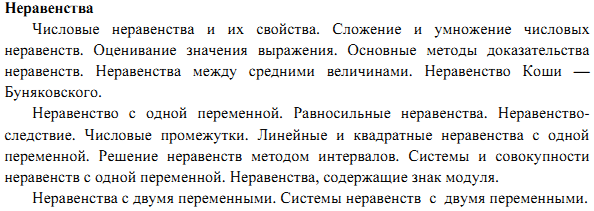 Неравенства
Числовые неравенства и их свойства. Сложение и умножение числовых
неравенств. Оценивание значения выражения. Основные методы доказательства
неравенств. Неравенства между средними величинами. Неравенство Коши —
Буняковского.
Неравенство с одной переменной. Равносильные неравенства. Неравенство-
следствие. Числовые промежутки. Линейные и квадратные неравенства с одной
переменной. Решение неравенств методом интервалов. Системы и совокупности
неравенств с одной переменной. Неравенства, содержащие знак модуля.
Неравенства с двумя переменными. Системы неравенств с двумя переменными.